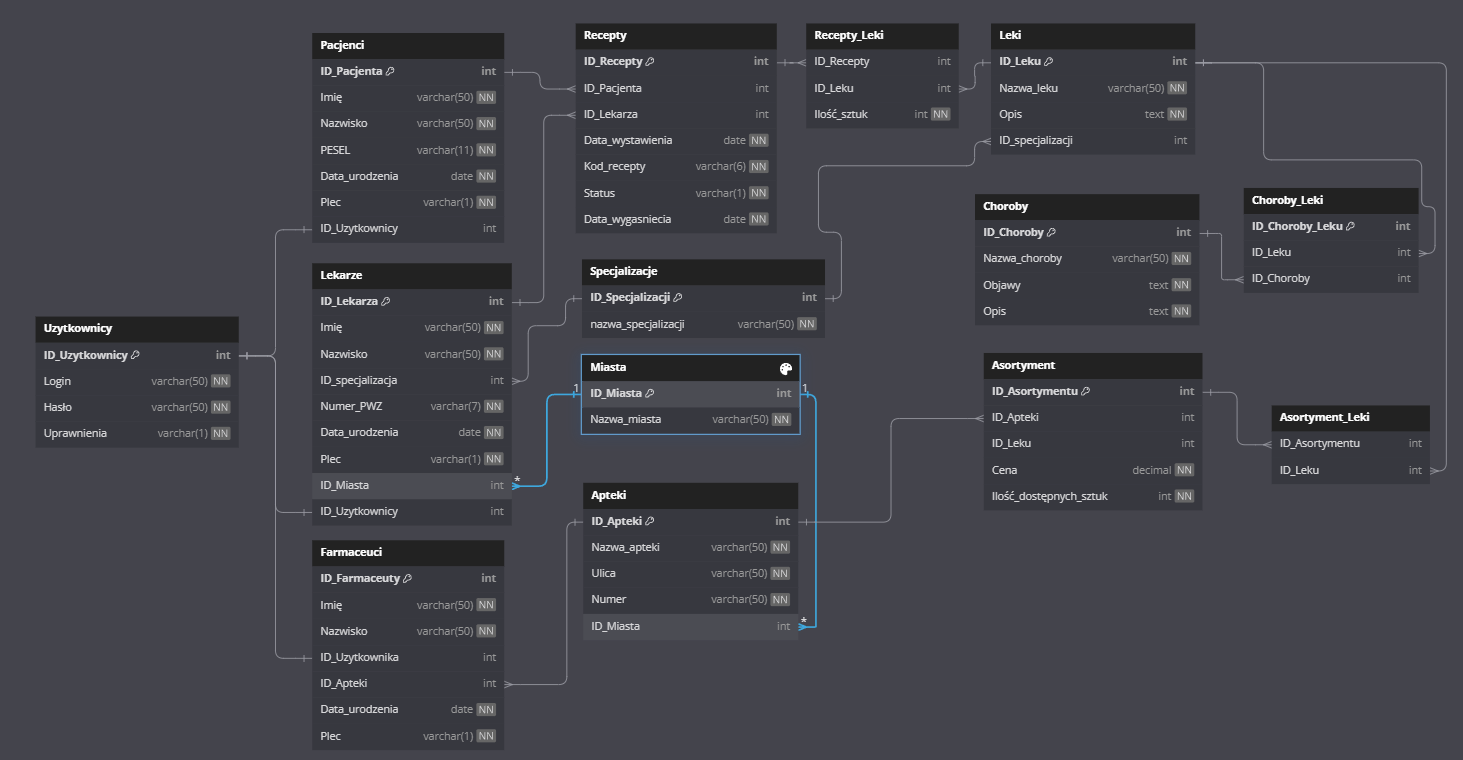 Pacjenci
ID_Pacjenta int
Imię varchar(50) NN
Nazwisko varchar(50) NN
PESEL varchar(11) NN
Data_urodzenia date NN
Plec varchar(1) NN
ID_Uzytkownicy int
Recepty
ID_Recepty int
ID_Pacjenta int
ID_Lekarza int
Data_wystawienia date NN
Kod_recepty varchar(6) NN
Status varchar(1) NN
Data_wygasniecia date NN
Recepty_Leki
ID_Recepty int
ID_Leku int
Ilość_sztuk int NN
Leki
ID_Leku int
Nazwa_leku varchar(50) NN
Opis text NN
ID_specjalizacji int
Choroby
ID_Choroby int
Nazwa_choroby varchar(50) NN
Objawy text NN
Opis text NN
Choroby_Leki
ID_Choroby_Leku int
ID_Leku int
ID_Choroby int
Lekarze
ID_Lekarza int
Imię varchar(50) NN
Nazwisko varchar(50) NN
ID_specjalizacja int
Numer_PWZ varchar(7) NN
Data_urodzenia date NN
Plec varchar(1) NN
ID_Miasta int
ID_Uzytkownicy int
Specjalizacje
ID_Specjalizacji int
nazwa_specjalizacji varchar(50) NN
Uzytkownicy
ID_Uzytkownicy int
Login varchar(50) NN
Hasło varchar(50) NN
Uprawnienia varchar(1) NN
Miasta
1 ID_Miasta int 1
Nazwa_miasta varchar(50) NN
*
Asortyment
ID_Asortymentu int
ID_Apteki int
ID_Leku int
Cena decimal NN
Ilość_dostępnych_sztuk int NN
Asortyment_Leki
ID_Asortymentu int
ID_Leku int
Apteki
ID_Apteki int
Nazwa_apteki varchar(50) NN
Ulica varchar(50) NN
Numer varchar(50) NN
ID_Miasta int *
Farmaceuci
ID_Farmaceuty int
Imię varchar(50) NN
Nazwisko varchar(50) NN
ID_Uzytkownika int
ID_Apteki int
Data_urodzenia date NN
Plec varchar(1) NN